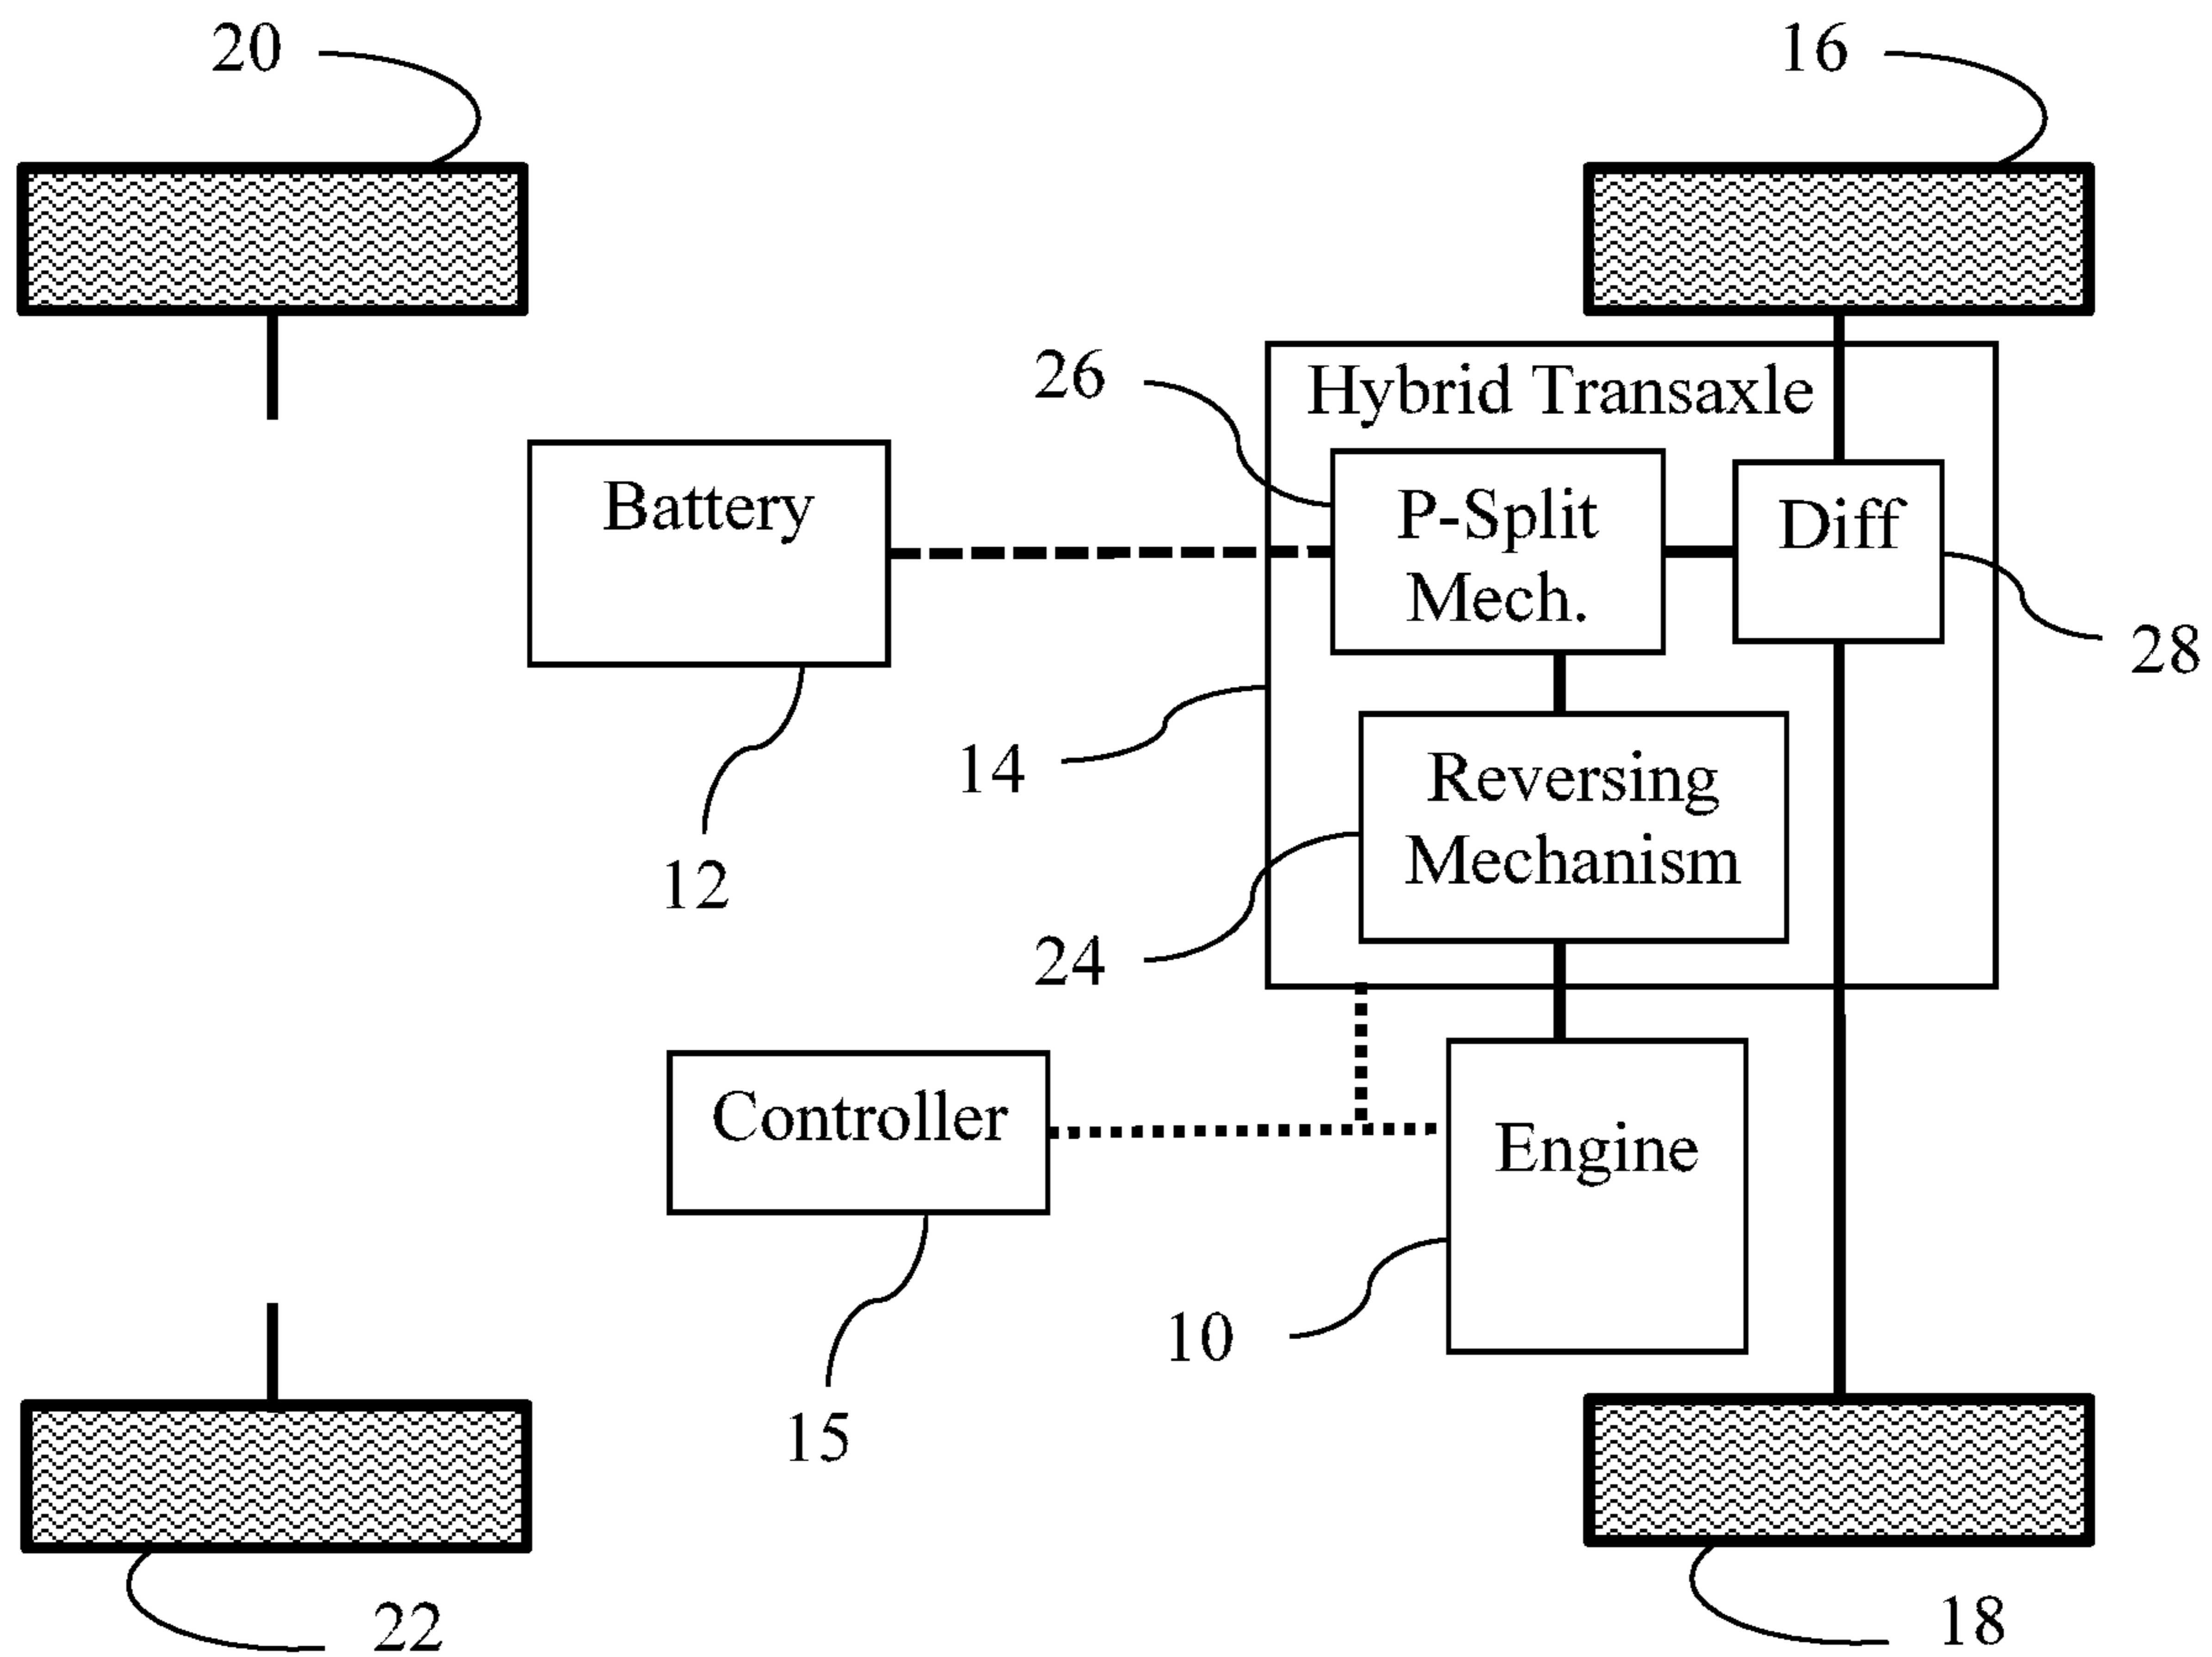 20
16
26
Hybrid Transaxle
Battery
P-Split
Mech.
Diff
28
14
Reversing
Mechanism
12
24
Controller
Engine
10
15
22
18